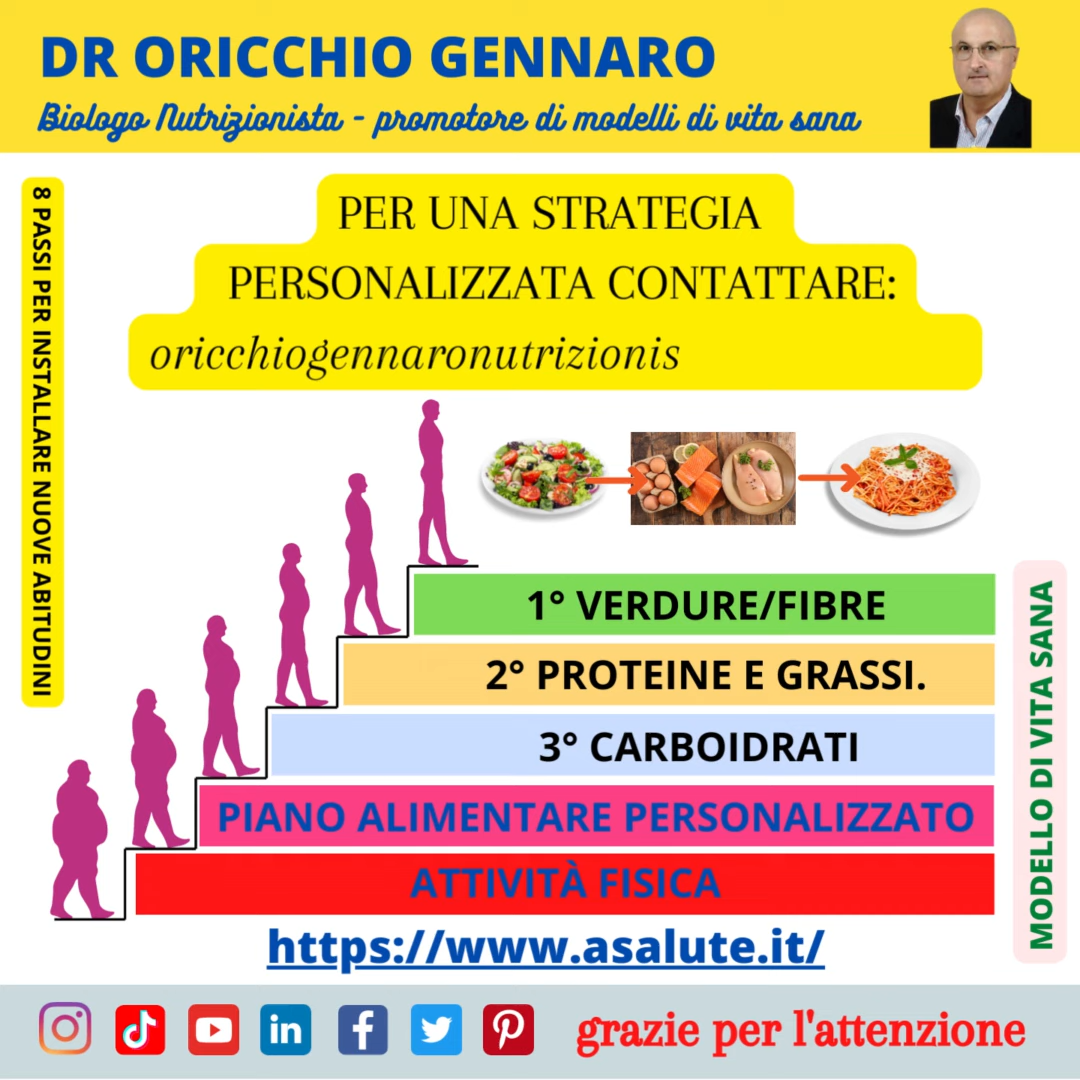 DR ORICCHIO GENNARO
Biologo Nutrizionista - promotore di modelli di vita sana
8 PASSI PER INSTALLARE NUOVE ABITUDINI
PER UNA STRATEGIA
PERSONALIZZATA CONTATTARE:
oricchiogennaronutrizionis
1° VERDURE/FIBRE
2° PROTEINE E GRASSI.
3° CARBOIDRATI
PIANO ALIMENTARE PERSONALIZZATO
ATTIVITÀ FISICA
MODELLO DI VITA SANA
https://www.asalute.it/
grazie per l'attenzione